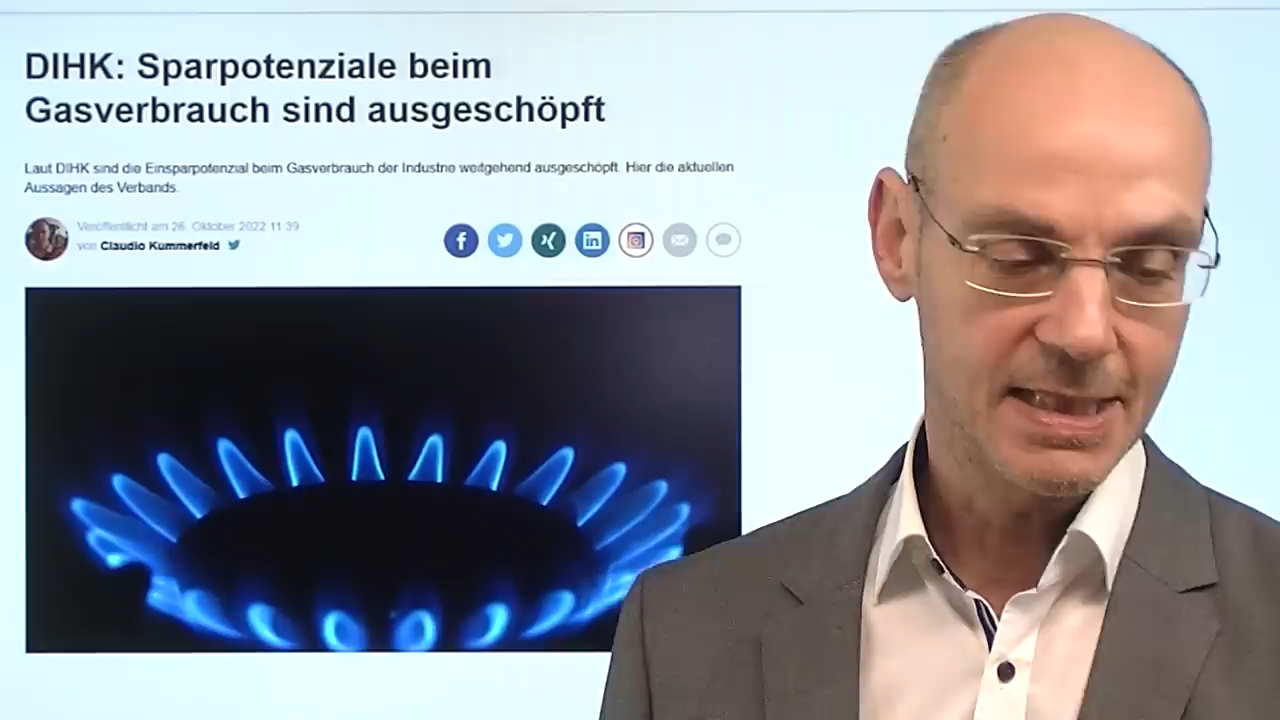 DIHK: Sparpotenziale beim
Gasverbrauch sind ausgeschöpft
Laut DIHK sind die Einsparpotenzial beim Gasverbrauch der Industrie weitgehend ausgeschöpft. Hier die aktuellen
Aussagen des Verbands.
Veröffentlicht am 26. Oktober 2022 11:39
von Claudio Kummerfeld